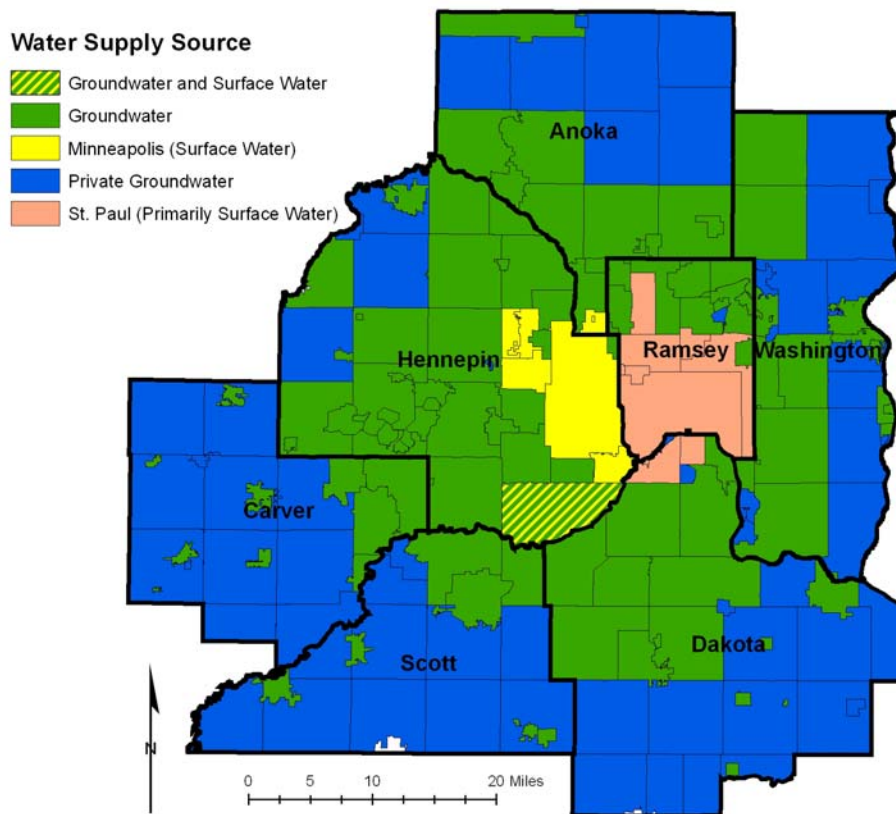 Water Supply Source
Groundwater and Surface Water
Groundwater
Minneapolis (Surface Water)
Private Groundwater
St. Paul (Primarily Surface Water)
Anoka
Hennepin
Ramsey
Washington
Carver
Scott
Dakota
N
0 5 10 20 Miles